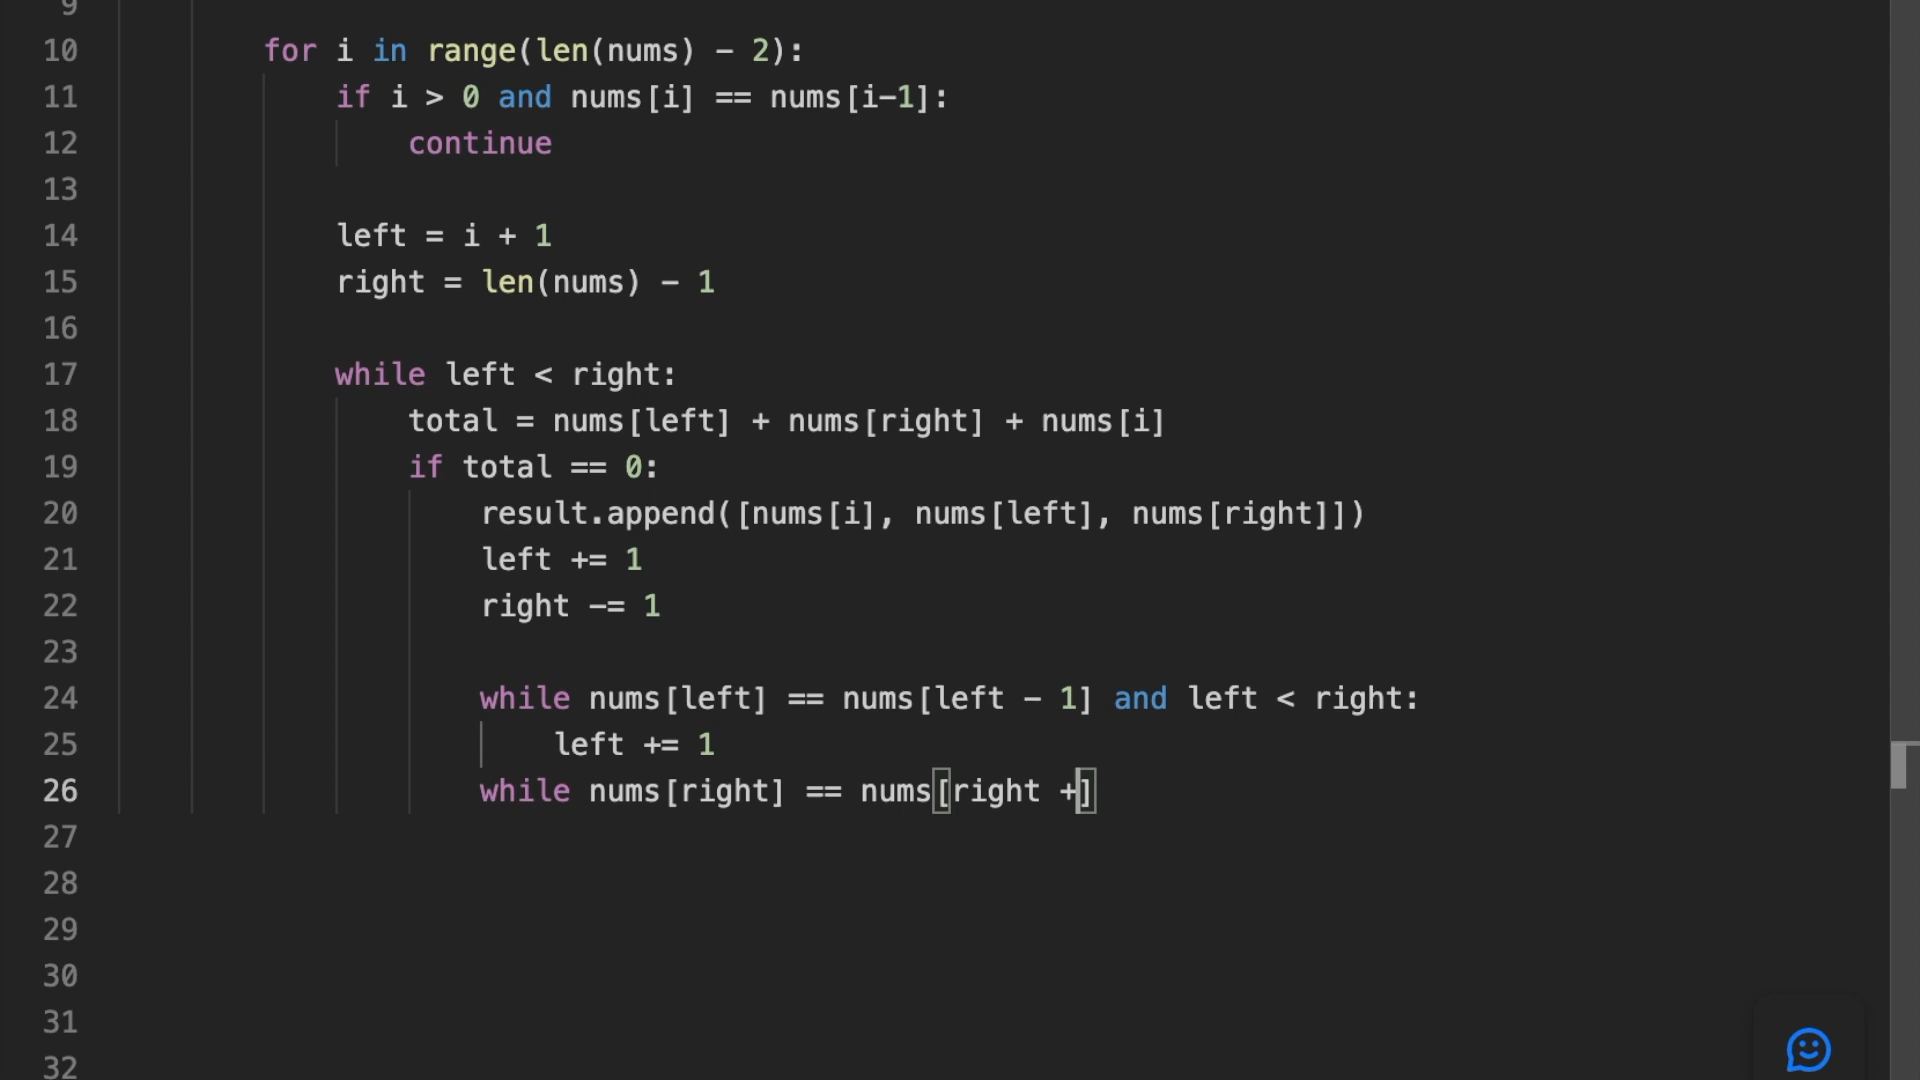 9
10 for i in range(len(nums) - 2):
11 if i > 0 and nums[i] == nums[i-1]:
12 continue
13
14 left = i + 1
15 right = len(nums) - 1
16
17 while left < right:
18 total = nums[left] + nums[right] + nums[i]
19 if total == 0:
20 result.append([nums[i], nums[left], nums[right]])
21 left += 1
22 right -= 1
23
24 while nums[left] == nums[left - 1] and left < right:
25 left += 1
26 while nums[right] == nums[right +]
27
28
29
30
31
32